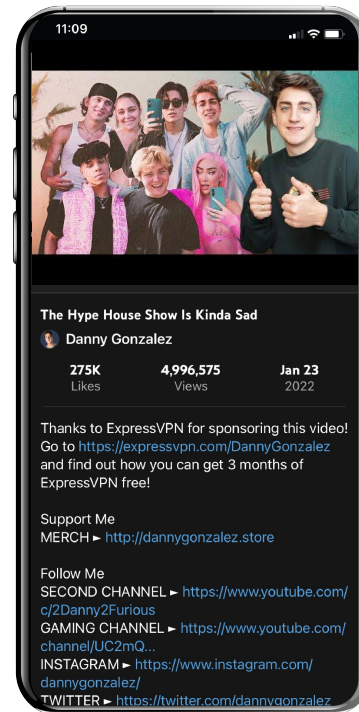 11:09
The Hype House Show Is Kinda Sad
Danny Gonzalez
275K 4,996,575 Jan 23
Likes Views 2022
Thanks to ExpressVPN for sponsoring this video!
Go to https://expressvpn.com/DannyGonzalez
and find out how you can get 3 months of
ExpressVPN free!
Support Me
MERCH ► http://dannygonzalez.store
Follow Me
SECOND CHANNEL ► https://www.youtube.com/
c/2Danny2Furious
GAMING CHANNEL ► https://www.youtube.com/
channel/UC2mQ...
INSTAGRAM ► https://www.instagram.com/
dannygonzalez/
TWITTER ► https://twitter.com/dannygonzalez